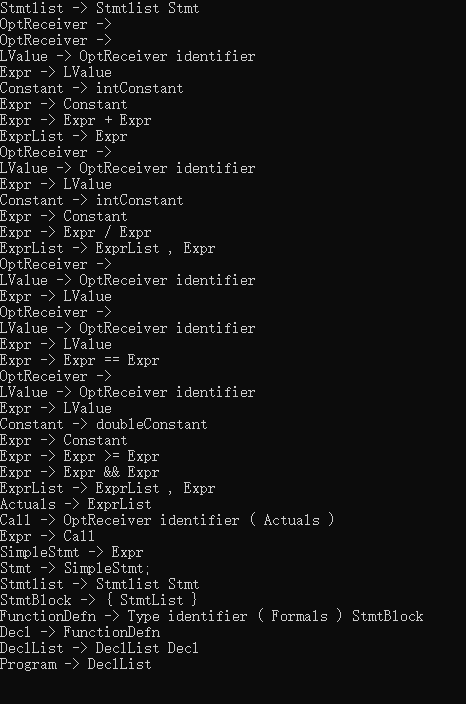 Stmtlist -> Stmtlist Stmt
OptReceiver ->
OptReceiver ->
LValue -> OptReceiver identifier
Expr -> LValue
Constant -> intConstant
Expr -> Constant
Expr -> Expr + Expr
ExprList -> Expr
OptReceiver ->
LValue -> OptReceiver identifier
Expr -> LValue
Constant -> intConstant
Expr -> Constant
Expr -> Expr / Expr
ExprList -> ExprList , Expr
OptReceiver ->
LValue -> OptReceiver identifier
Expr -> LValue
OptReceiver ->
LValue -> OptReceiver identifier
Expr -> LValue
Expr -> Expr == Expr
OptReceiver ->
LValue -> OptReceiver identifier
Expr -> LValue
Constant -> doubleConstant
Expr -> Constant
Expr -> Expr >= Expr
Expr -> Expr && Expr
ExprList -> ExprList , Expr
Actuals -> ExprList
Call -> OptReceiver identifier ( Actuals )
Expr -> Call
SimpleStmt -> Expr
Stmt -> SimpleStmt;
Stmtlist -> Stmtlist Stmt
StmtBlock -> { StmtList }
FunctionDefn -> Type identifier ( Formals ) StmtBlock
Decl -> FunctionDefn
DeclList -> DeclList Decl
Program -> DeclList